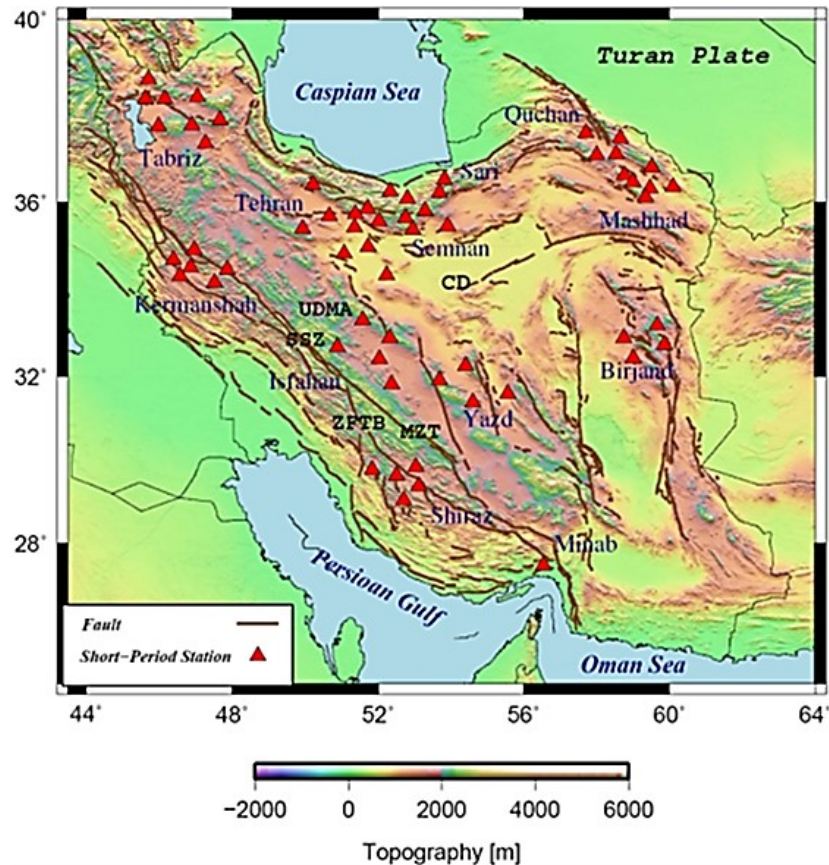 40°
Turan Plate
Caspian Sea
Quchan
Tabriz
Sari
36°
Tehran
Mashhad
Semnan
CD
Kermanshah
UDMA
SSZ
32°
Isfahan
Birjand
Yazd
ZFTB
MZT
Shiraz
28°
Minab
Persioan Gulf
Fault
Short-Period Station
Oman Sea
44° 48° 52° 56° 60° 64°
-2000 0 2000 4000 6000
Topography [m]